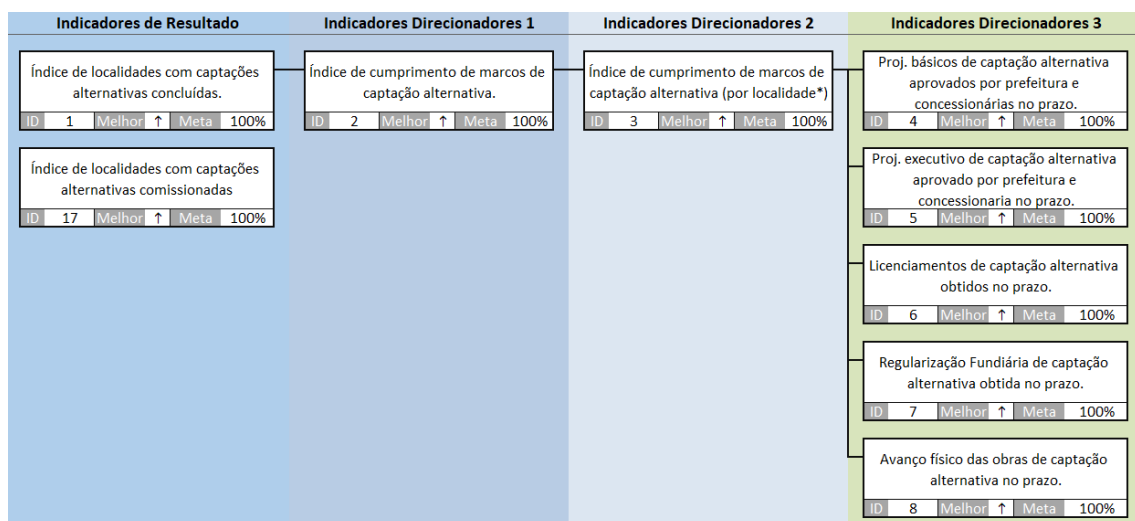 Indicadores de Resultado
Indicadores Direcionadores 1
Indicadores Direcionadores 2
Indicadores Direcionadores 3
Índice de localidades com captações
alternativas concluídas.
ID 1 Melhor ↑ Meta 100%
Índice de localidades com captações
alternativas comissionadas
ID 17 Melhor ↑ Meta 100%
Índice de cumprimento de marcos de
captação alternativa.
ID 2 Melhor ↑ Meta 100%
Índice de cumprimento de marcos de
captação alternativa (por localidade*)
ID 3 Melhor ↑ Meta 100%
Proj. básicos de captação alternativa
aprovados por prefeitura e
concessionárias no prazo.
ID 4 Melhor ↑ Meta 100%
Proj. executivo de captação alternativa
aprovado por prefeitura e
concessionaria no prazo.
ID 5 Melhor ↑ Meta 100%
Licenciamentos de captação alternativa
obtidos no prazo.
ID 6 Melhor ↑ Meta 100%
Regularização Fundiária de captação
alternativa obtida no prazo.
ID 7 Melhor ↑ Meta 100%
Avanço físico das obras de captação
alternativa no prazo.
ID 8 Melhor ↑ Meta 100%